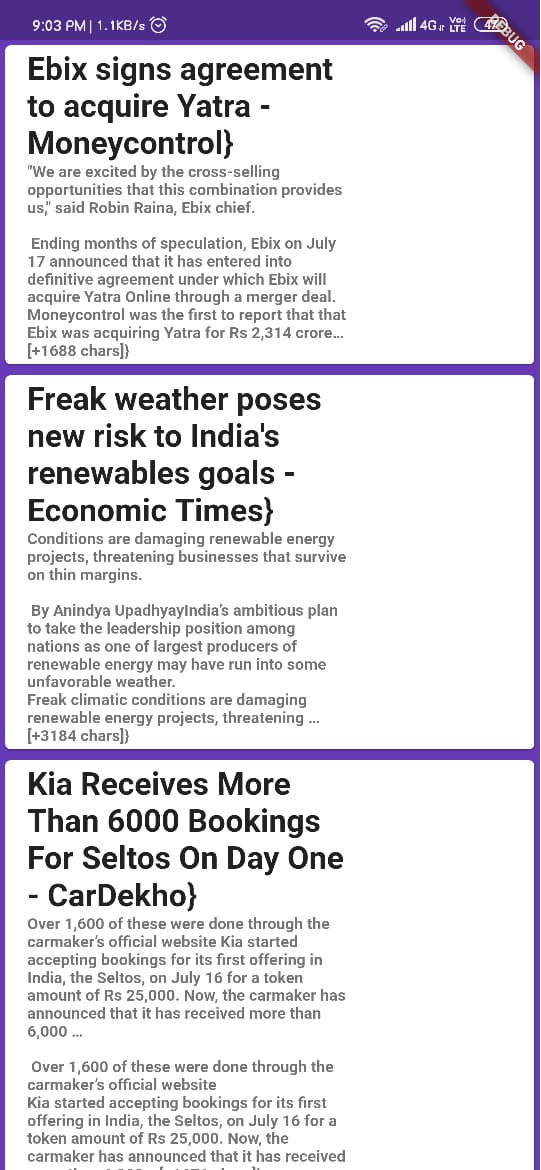 9:03 PM | 1.1KB/s
4G Vo) LTE
DEBUG
Ebix signs agreement
to acquire Yatra -
Moneycontrol}
"We are excited by the cross-selling
opportunities that this combination provides
us," said Robin Raina, Ebix chief.
Ending months of speculation, Ebix on July
17 announced that it has entered into
definitive agreement under which Ebix will
acquire Yatra Online through a merger deal.
Moneycontrol was the first to report that that
Ebix was acquiring Yatra for Rs 2,314 crore…
[+1688 chars]}
Freak weather poses
new risk to India's
renewables goals -
Economic Times}
Conditions are damaging renewable energy
projects, threatening businesses that survive
on thin margins.
By Anindya UpadhyayIndia’s ambitious plan
to take the leadership position among
nations as one of largest producers of
renewable energy may have run into some
unfavorable weather.
Freak climatic conditions are damaging
renewable energy projects, threatening …
[+3184 chars]}
Kia Receives More
Than 6000 Bookings
For Seltos On Day One
- CarDekho}
Over 1,600 of these were done through the
carmaker’s official website Kia started
accepting bookings for its first offering in
India, the Seltos, on July 16 for a token
amount of Rs 25,000. Now, the carmaker has
announced that it has received more than
6,000 …
Over 1,600 of these were done through the
carmaker’s official website
Kia started accepting bookings for its first
offering in India, the Seltos, on July 16 for a
token amount of Rs 25,000. Now, the
carmaker has announced that it has received